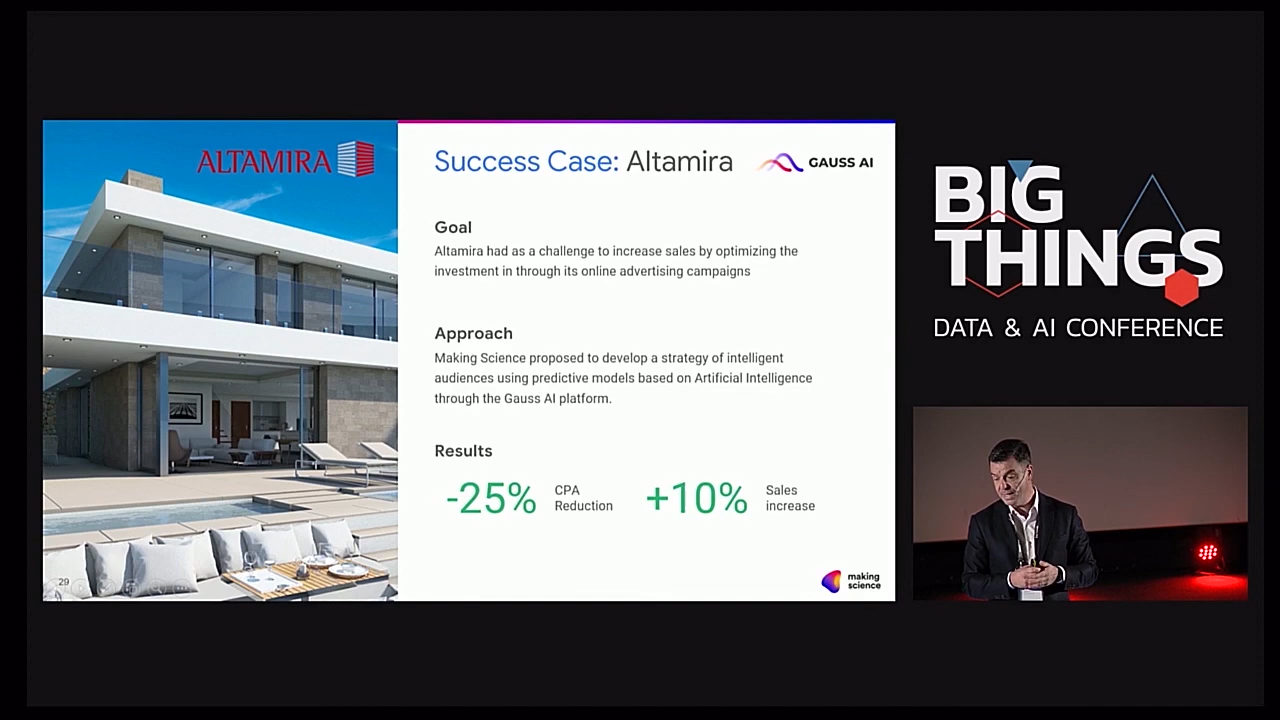 ALTAMIRA
Success Case: Altamira
GAUSS AI
Goal
Altamira had as a challenge to increase sales by optimizing the
investment in through its online advertising campaigns
Approach
Making Science proposed to develop a strategy of intelligent
audiences using predictive models based on Artificial Intelligence
through the Gauss AI platform.
Results
-25%
CPA
Reduction
+10%
Sales
increase
29
making
science
BIG
THINGS
DATA & AI CONFERENCE